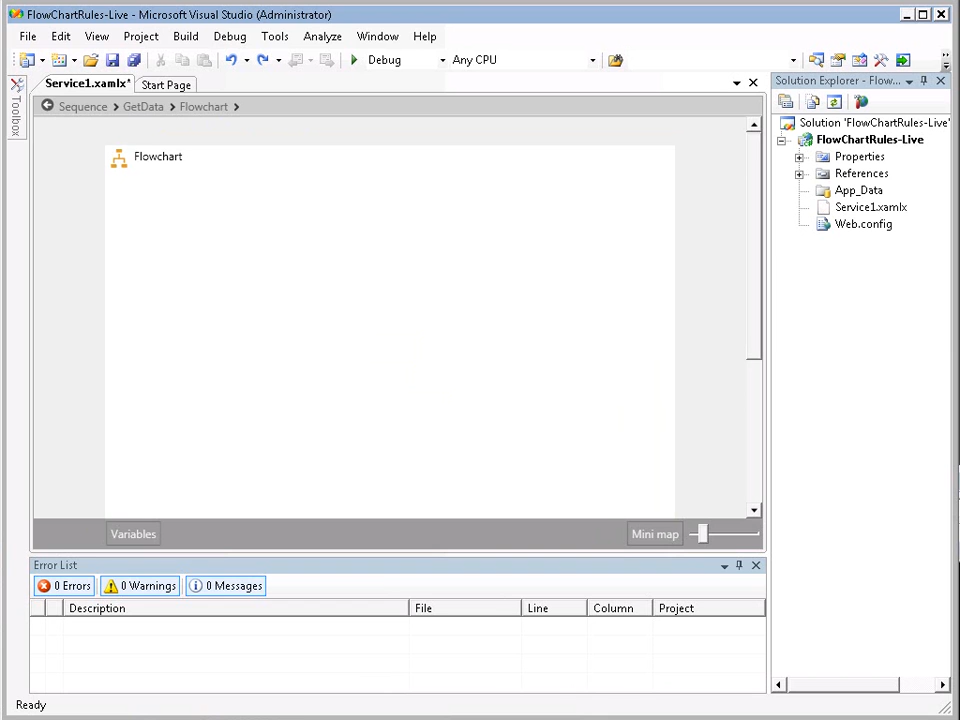 FlowChartRules-Live - Microsoft Visual Studio (Administrator)
File Edit View Project Build Debug Tools Analyze Window Help
Debug Any CPU
Toolbox
Service1.xamlx* Start Page
Sequence GetData Flowchart
Flowchart
Variables
Mini map
Solution Explorer - Flow...
Solution 'FlowChartRules-Live'
FlowChartRules-Live
Properties
References
App_Data
Service1.xamlx
Web.config
Error List
0 Errors 0 Warnings 0 Messages
Description File Line Column Project
Ready